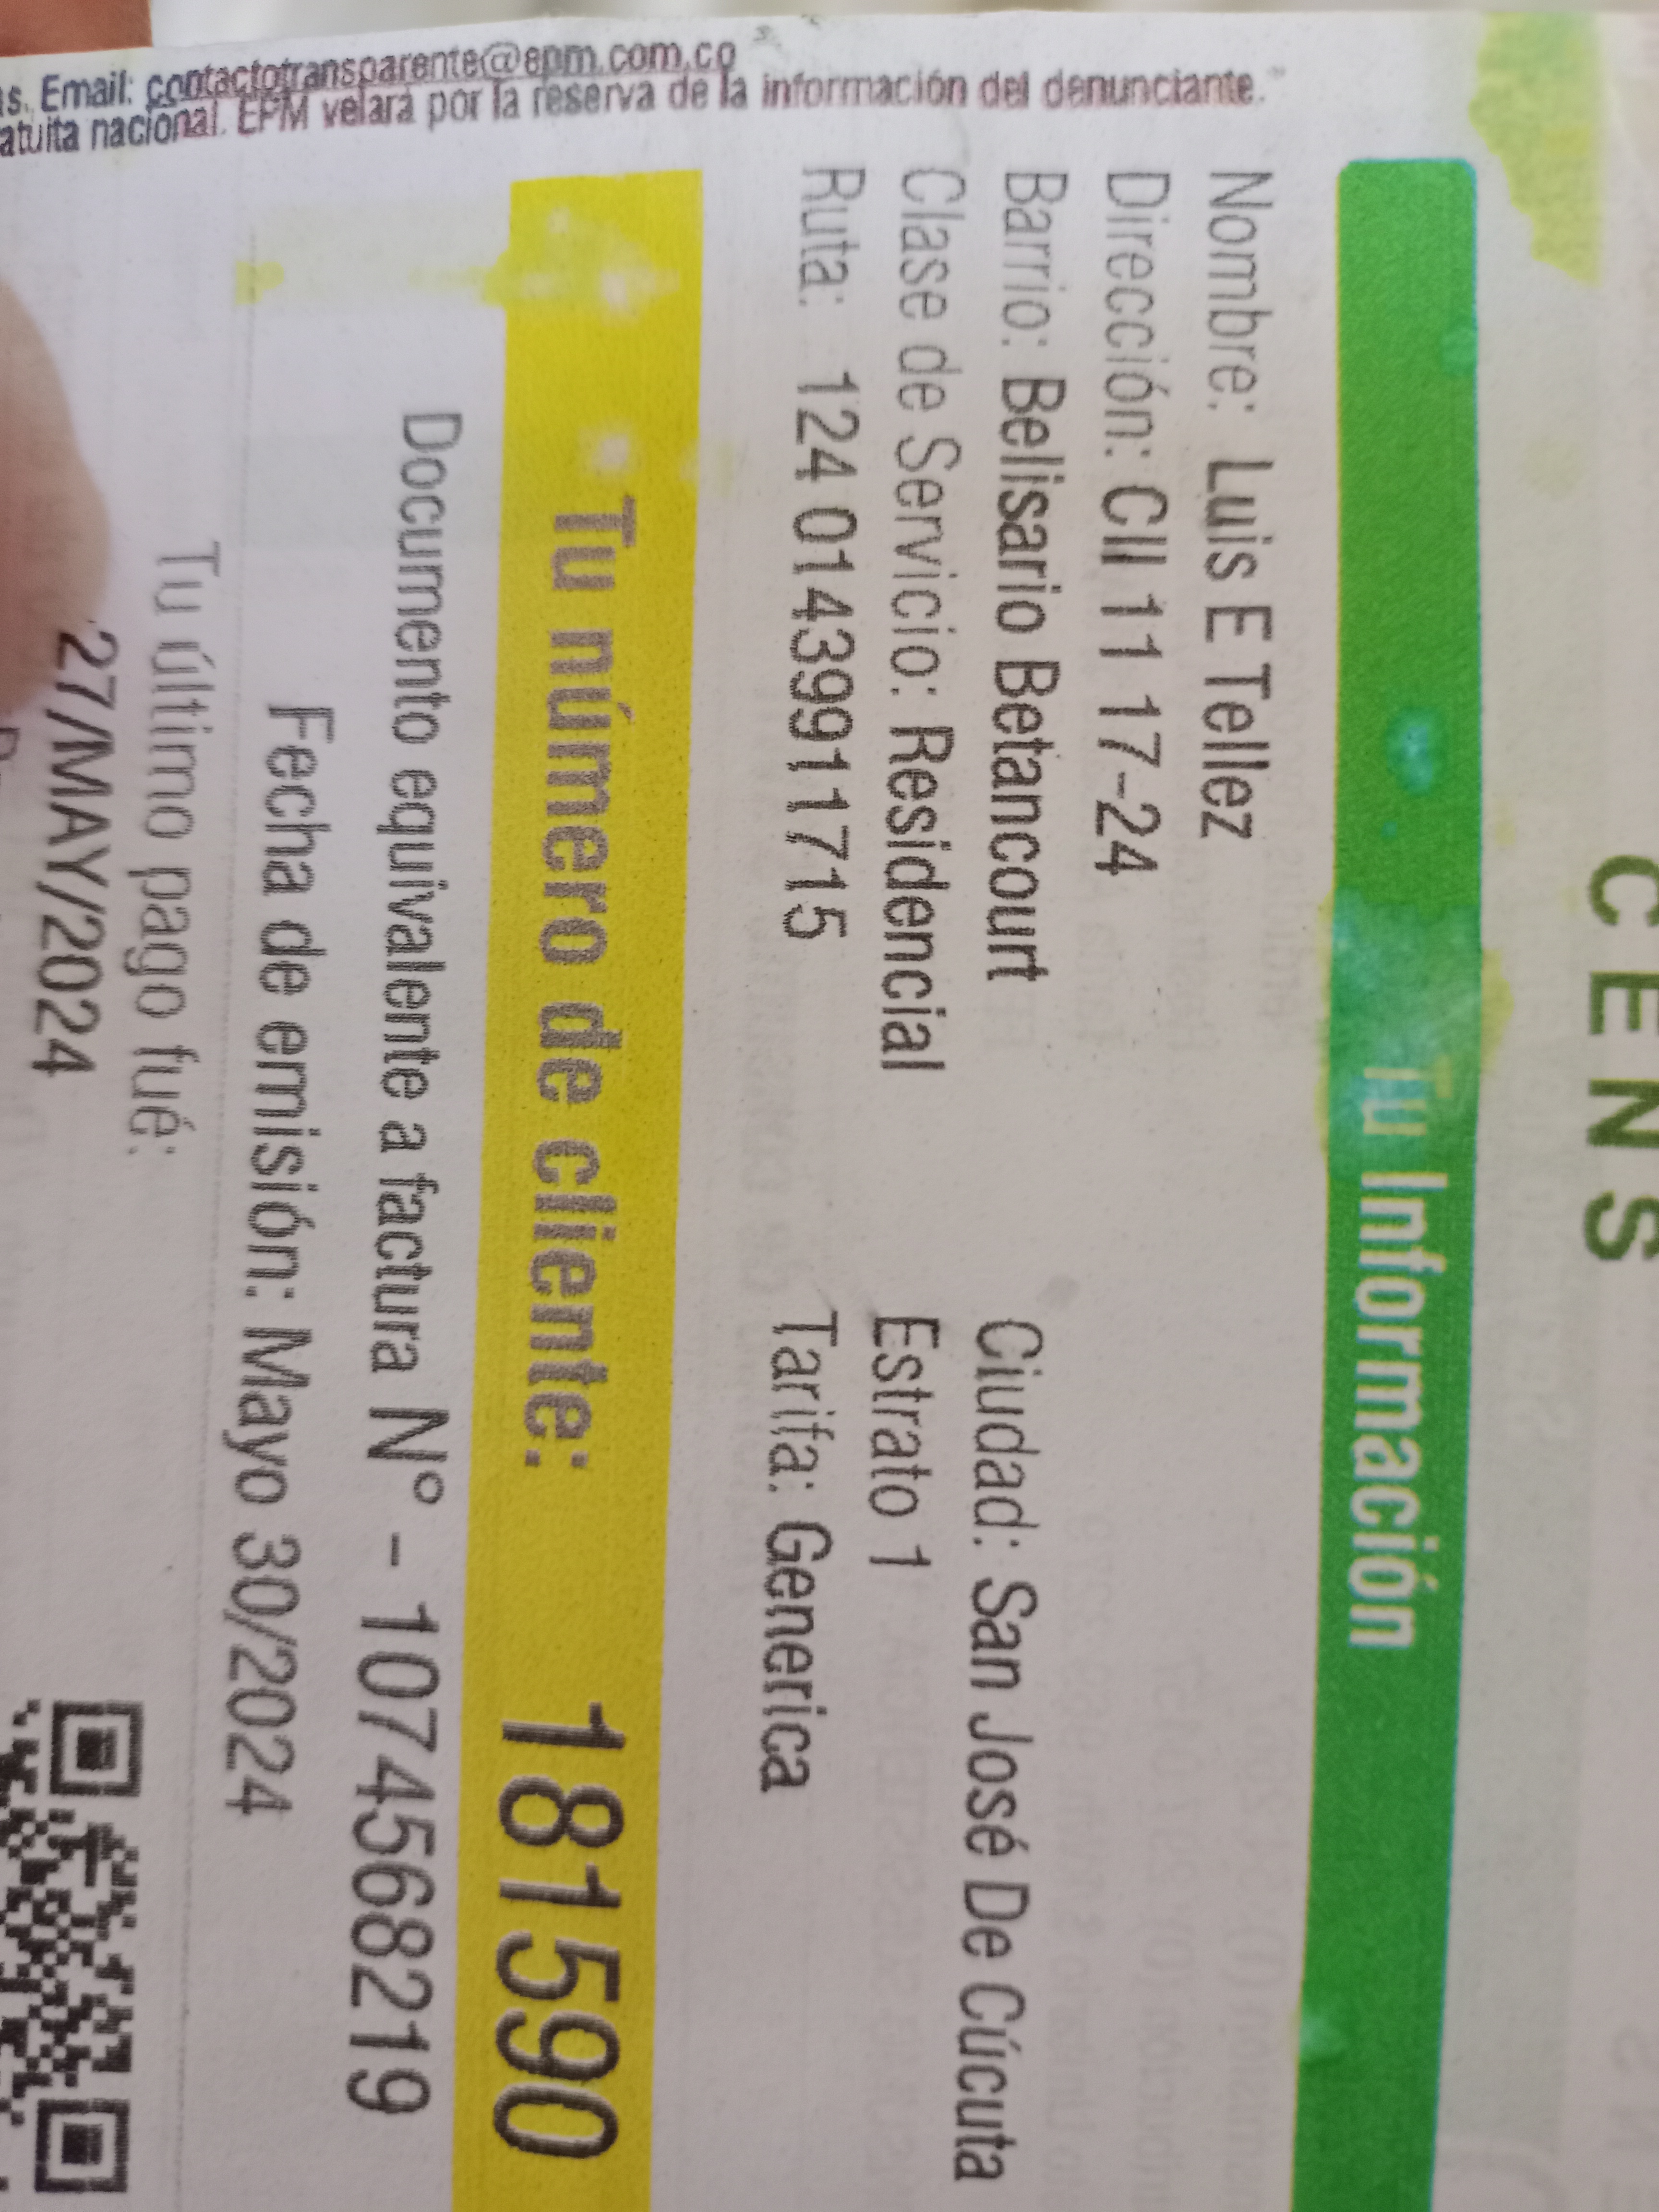 CENS
Tu Información
Nombre: Luis E Tellez
Dirección: Cll 11 17-24
Barrio: Belisario Betancourt
Ciudad: San José De Cúcuta
Clase de Servicio: Residencial
Estrato 1
Ruta: 124 01439911715
Tarifa: Generica
Tu número de cliente: 181590
Documento equivalente a factura N° - 1074568219
Fecha de emisión: Mayo 30/2024
Tu último pago fué:
27/MAY/2024
as. Email: contactotransparente@epm.com.co
atuita nacional. EPM velará por la reserva de la información del denunciante."